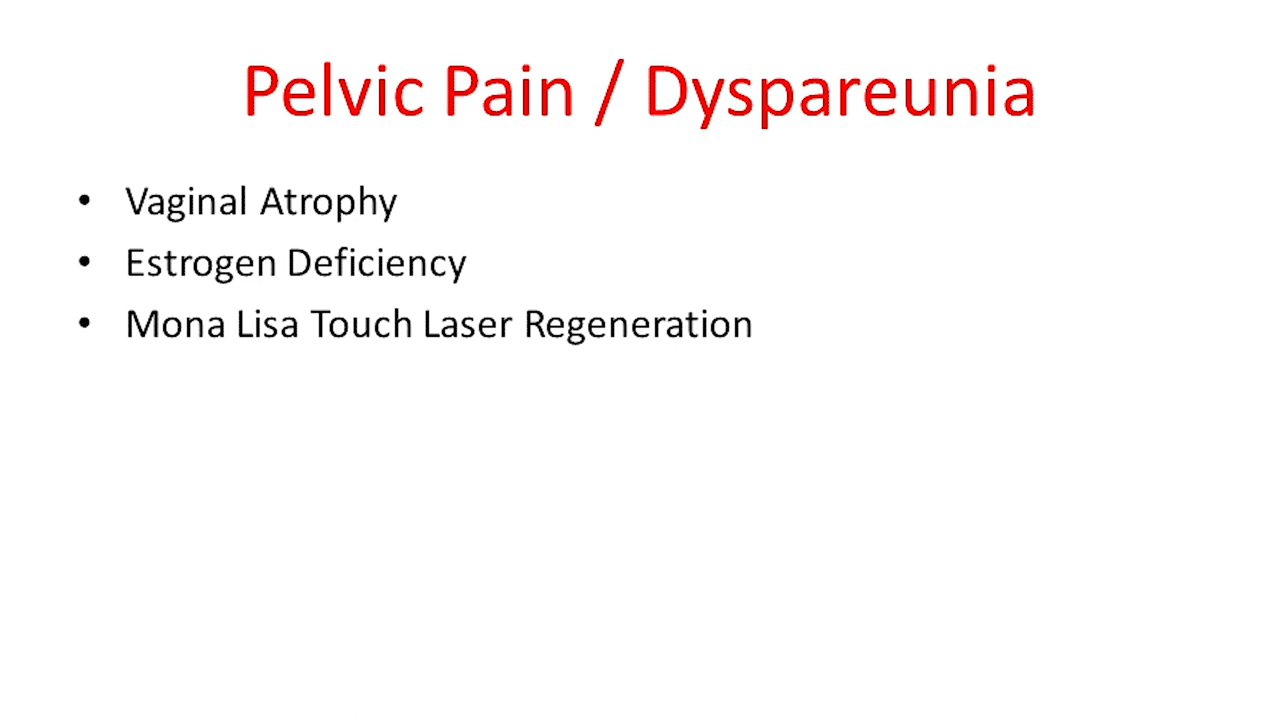 Pelvic Pain / Dyspareunia
• Vaginal Atrophy
• Estrogen Deficiency
• Mona Lisa Touch Laser Regeneration